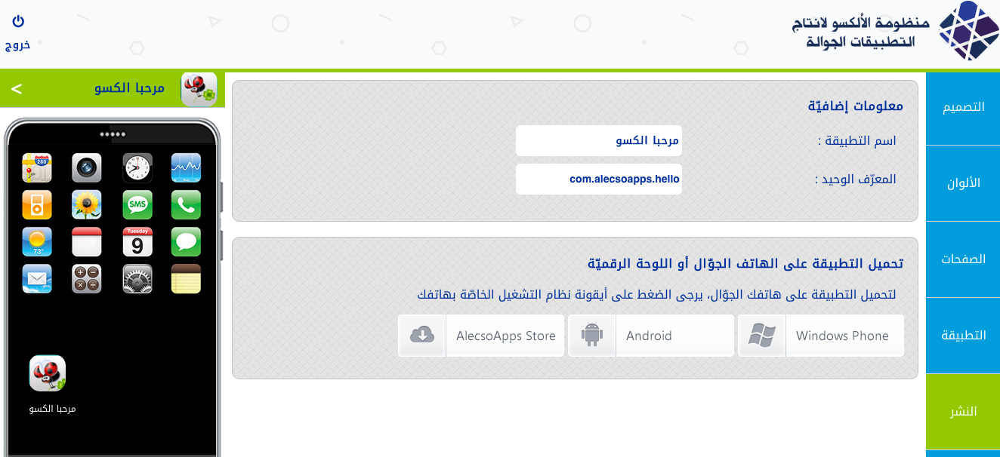 منظومة الألكسو لانتاج
التطبيقات الجوالة
خروج
التصميم
الألوان
الصفحات
التطبيقة
النشر
معلومات إضافيّة
اسم التطبيقة :
مرحبا الكسو
المعرّف الوحيد :
com.alecsoapps.hello
تحميل التطبيقة على الهاتف الجوّال أو اللوحة الرقميّة
لتحميل التطبيقة على هاتفك الجوّال، يرجى الضغط على أيقونة نظام التشغيل الخاصّة بهاتفك
Windows Phone
Android
AlecsoApps Store
مرحبا الكسو
<
280
SMS
73°
Tuesday
9
مرحبا الكسو